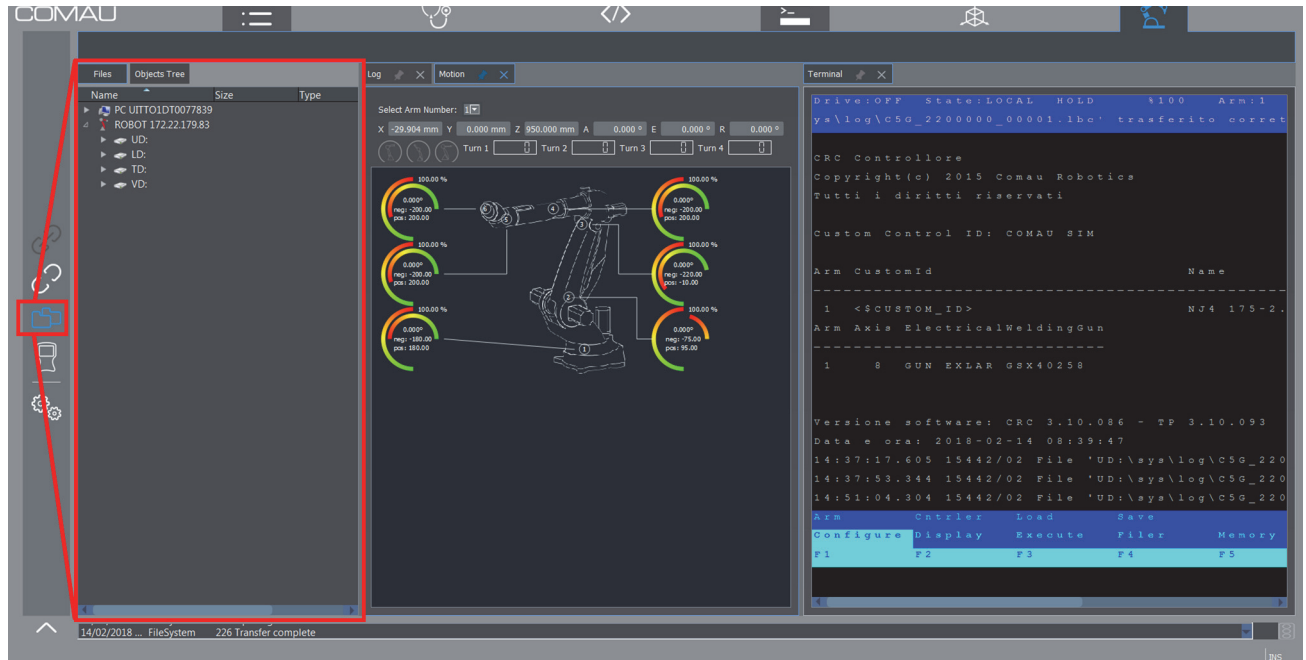 COMAU
Files Objects Tree
Name Size Type
PC UITTO1DT0077839
ROBOT 172.22.179.83
UD:
LD:
TD:
VD:
Log Motion
Select Arm Number: 1
X -29.904 mm Y 0.000 mm Z 950.000 mm A 0.000 ° E 0.000 ° R 0.000 °
Turn 1 0 Turn 2 0 Turn 3 0 Turn 4 0
100.00 %
0.000°
neg: -200.00
pos: 200.00
100.00 %
0.000°
neg: -200.00
pos: 200.00
100.00 %
0.000°
neg: -180.00
pos: 180.00
6
5
4
3
2
1
100.00 %
0.000°
neg: -200.00
pos: 200.00
100.00 %
0.000°
neg: -220.00
pos: -10.00
100.00 %
0.000°
neg: -75.00
pos: 95.00
Terminal
Drive:OFF State:LOCAL HOLD %100 Arm:1
ys\log\C5G_2200000_00001.lbc' trasferito corret
CRC Controllore
Copyright(c) 2015 Comau Robotics
Tutti i diritti riservati
Custom Control ID: COMAU SIM
Arm CustomId Name
1 <$CUSTOM_ID> NJ4 175-2.
Arm Axis ElectricalWeldingGun
1 8 GUN EXLAR GSX40258
Versione software: CRC 3.10.086 - TP 3.10.093
Data e ora: 2018-02-14 08:39:47
14:37:17.605 15442/02 File 'UD:\sys\log\C5G_220
14:37:53.344 15442/02 File 'UD:\sys\log\C5G_220
14:51:04.304 15442/02 File 'UD:\sys\log\C5G_220
Arm Cntrler Load Save
Configure Display Execute Filer Memory
F1 F2 F3 F4 F5
14/02/2018 ... FileSystem 226 Transfer complete
INS